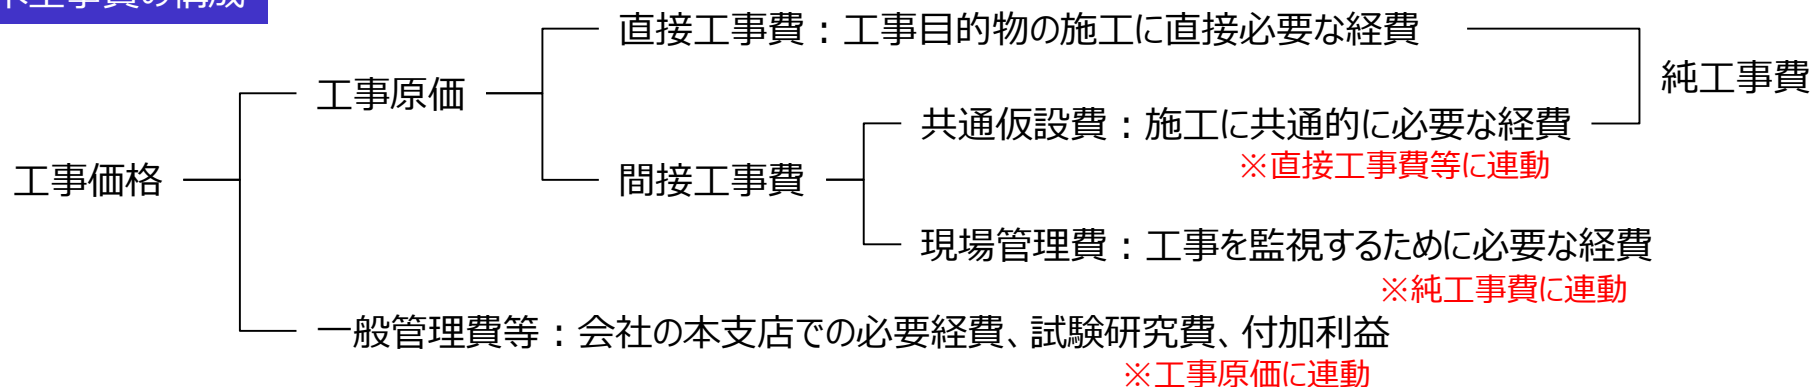 工事費の構成
直接工事費：工事目的物の施工に直接必要な経費
純工事費
工事原価
共通仮設費：施工に共通的に必要な経費
※直接工事費等に連動
工事価格
間接工事費
現場管理費：工事を監視するために必要な経費
※純工事費に連動
一般管理費等：会社の本支店での必要経費、試験研究費、付加利益
※工事原価に連動